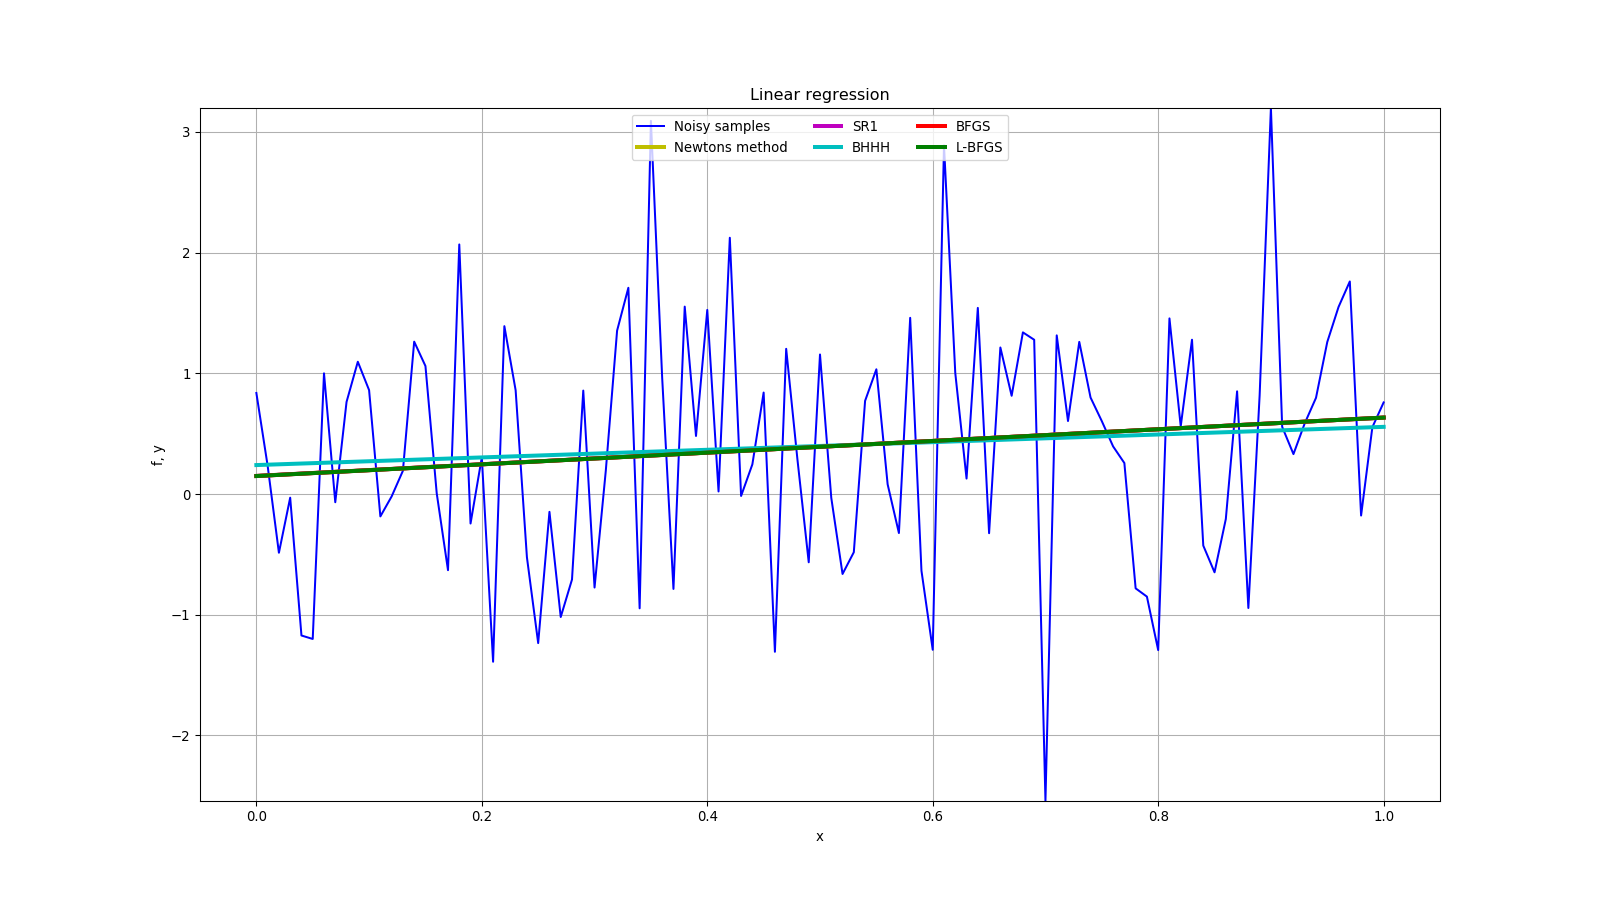 Linear regression
Noisy samples
Newtons method
SR1
BHHH
BFGS
L-BFGS
3
2
1
0
−1
−2
f, y
0.0 0.2 0.4 0.6 0.8 1.0
x